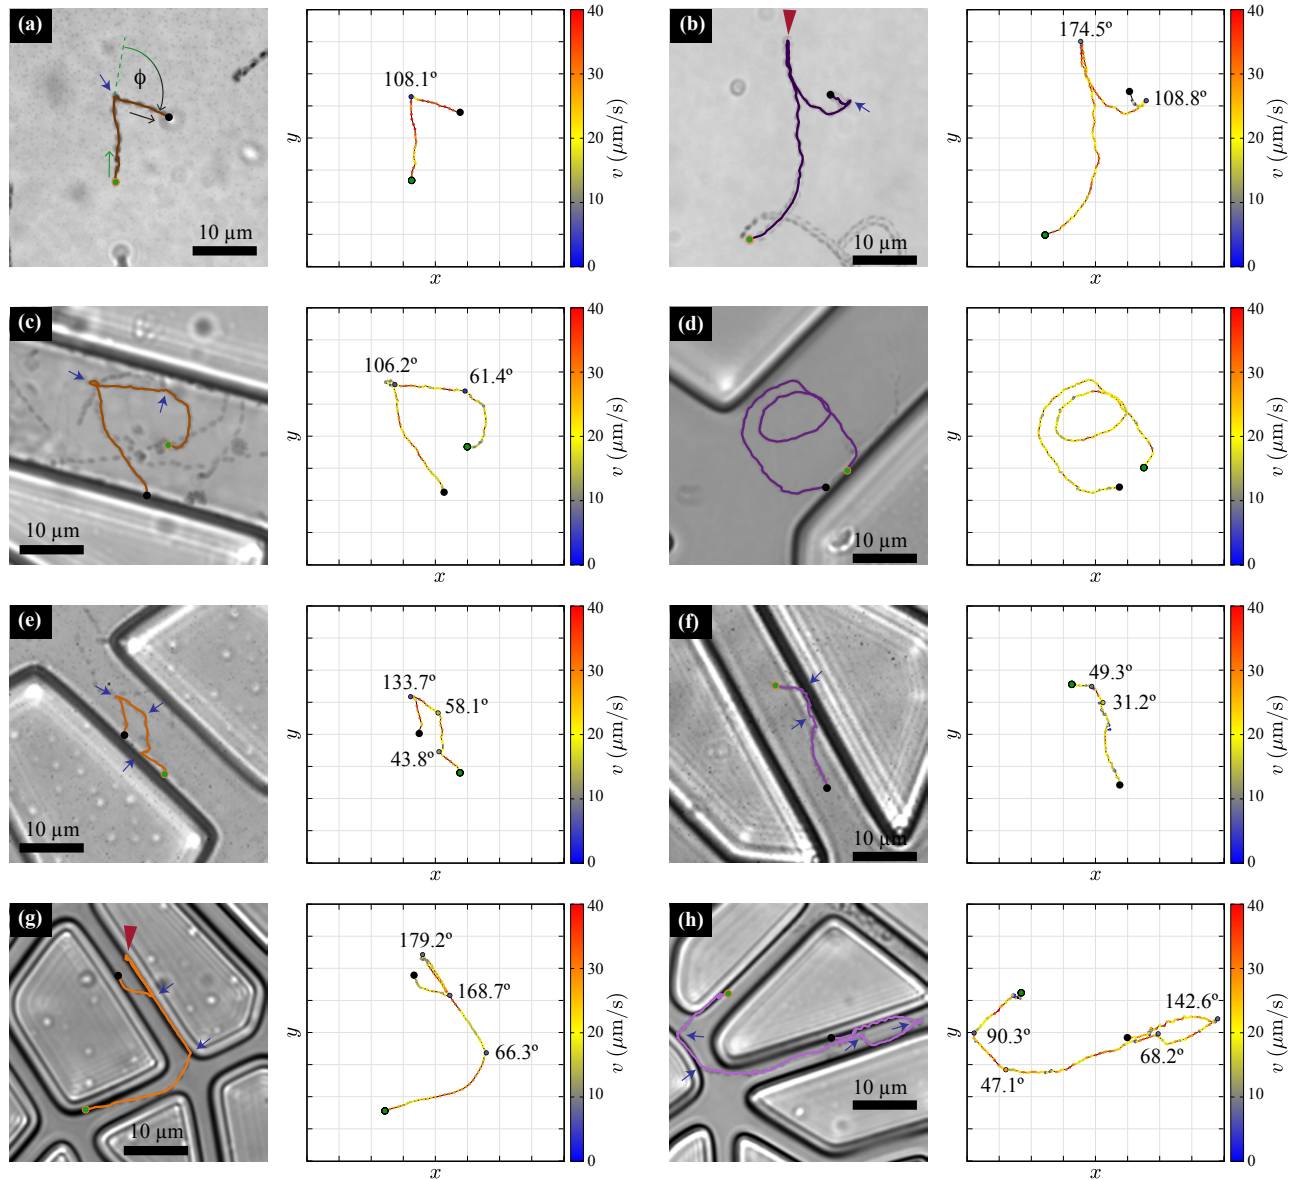 (a)
ϕ
10 µm
108.1º
y
x
40
30
20
10
0
v (µm/s)
(b)
10 µm
174.5º
108.8º
y
x
40
30
20
10
0
v (µm/s)
(c)
10 µm
106.2º
61.4º
y
x
40
30
20
10
0
v (µm/s)
(d)
10 µm
y
x
40
30
20
10
0
v (µm/s)
(e)
10 µm
133.7º
58.1º
43.8º
y
40
30
20
10
0
v (µm/s)
(f)
10 µm
49.3º
31.2º
y
40
30
20
10
0
v (µm/s)
(g)
10 µm
179.2º
168.7º
66.3º
y
x
40
30
20
10
0
v (µm/s)
(h)
10 µm
142.6º
90.3º
68.2º
47.1º
y
x
40
30
20
10
0
v (µm/s)